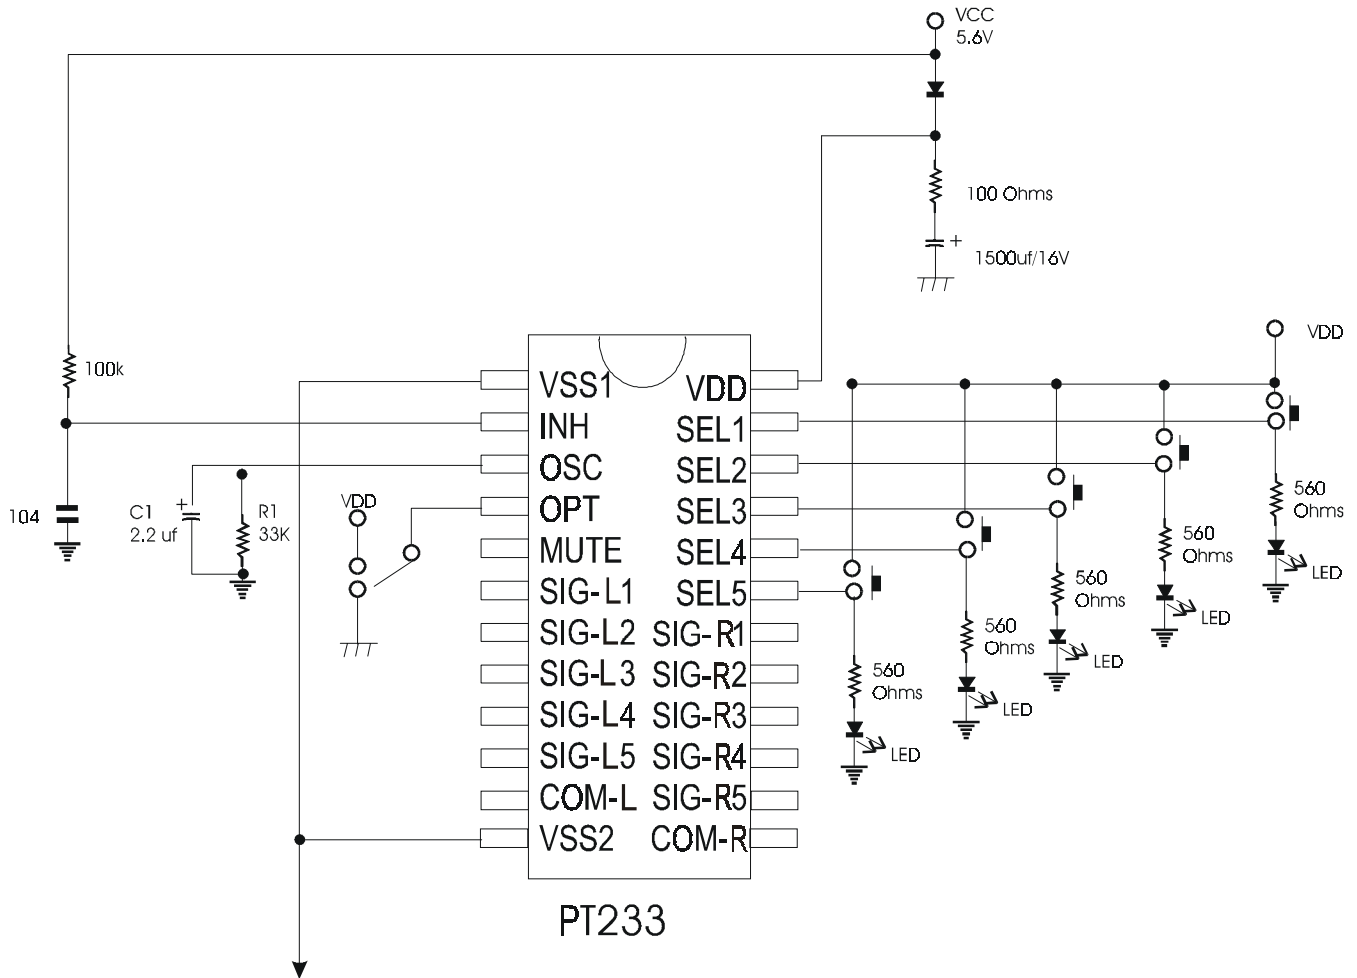 VCC
5.6V
100 Ohms
+
1500uf/16V
VDD
100k
VSS1
VDD
INH
SEL1
OSC
SEL2
OPT
SEL3
MUTE
SEL4
SIG-L1
SEL5
SIG-L2
SIG-R1
SIG-L3
SIG-R2
SIG-L4
SIG-R3
SIG-L5
SIG-R4
COM-L
SIG-R5
VSS2
COM-R
PT233
104
C1
2.2 uf
+
R1
33K
VDD
560
Ohms
LED
560
Ohms
LED
560
Ohms
LED
560
Ohms
LED
560
Ohms
LED